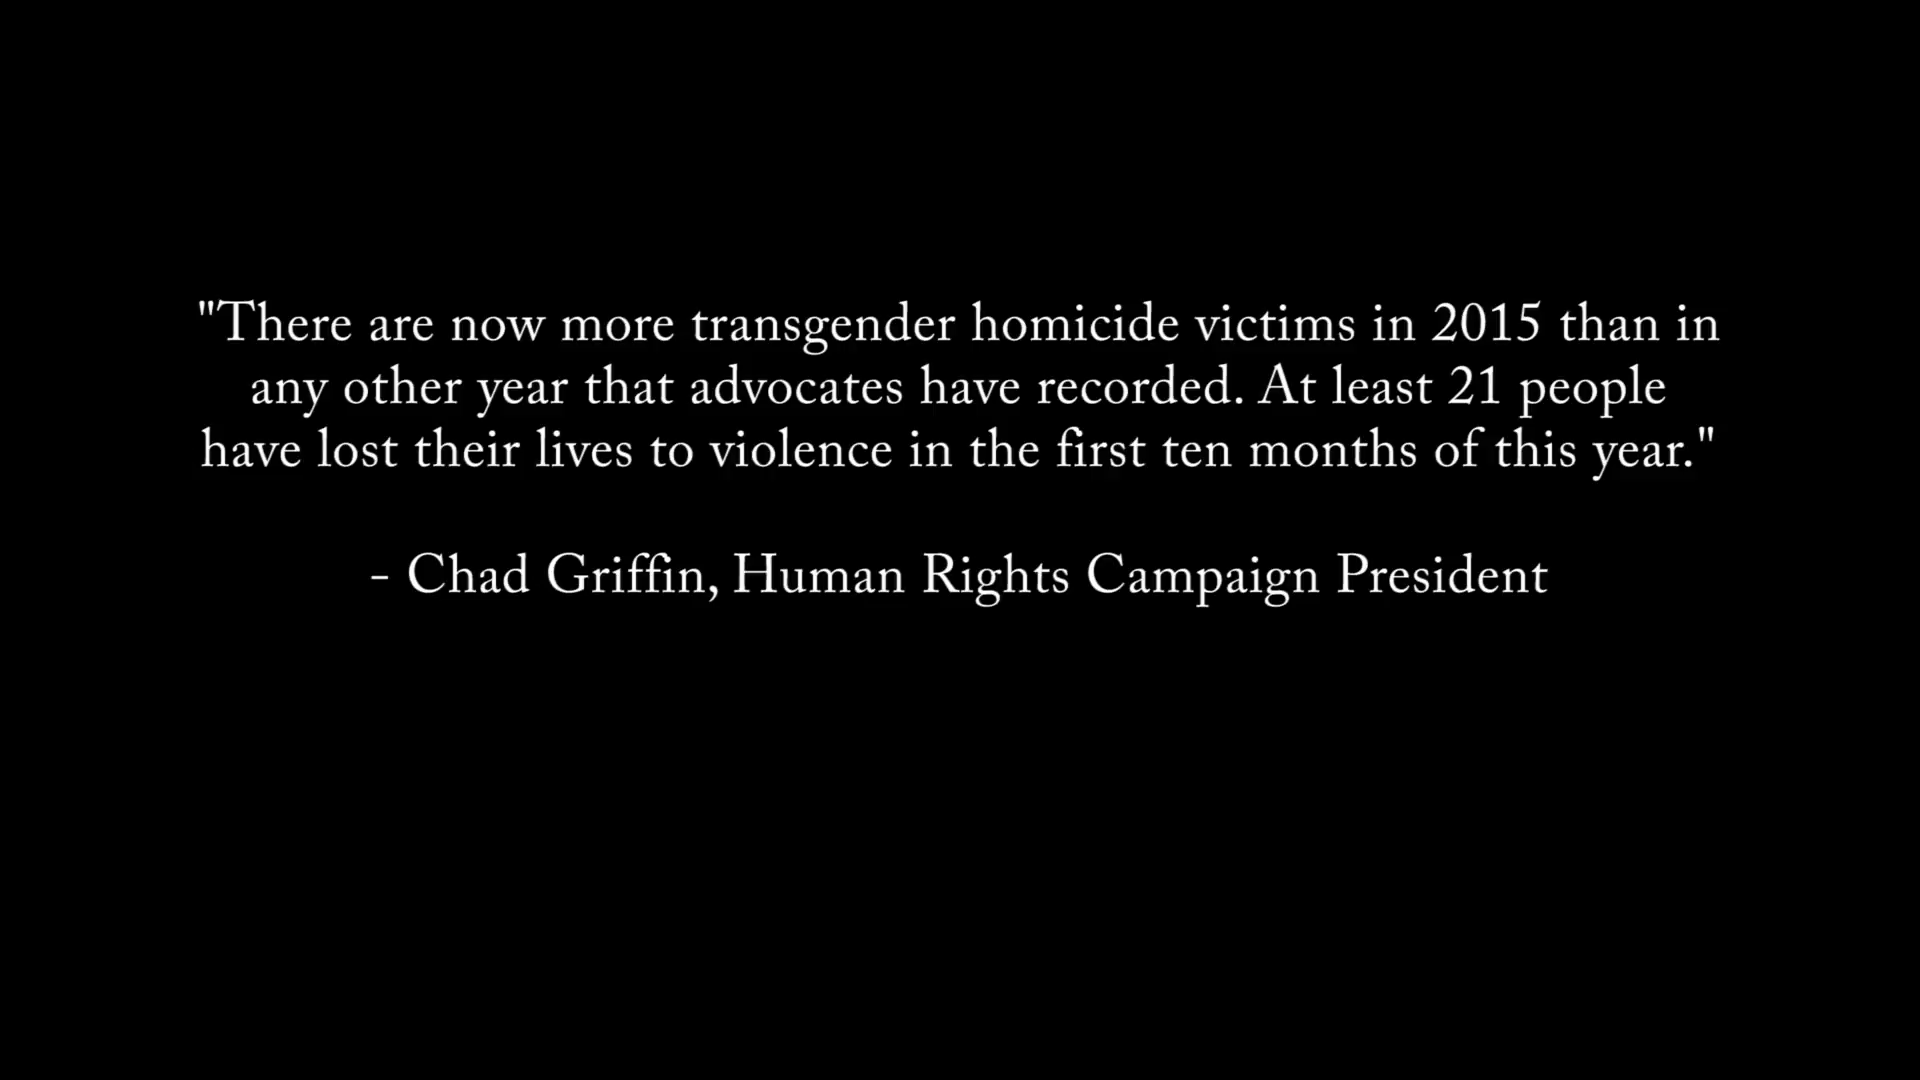 "There are now more transgender homicide victims in 2015 than in
any other year that advocates have recorded. At least 21 people
have lost their lives to violence in the first ten months of this year."
- Chad Griffin, Human Rights Campaign President